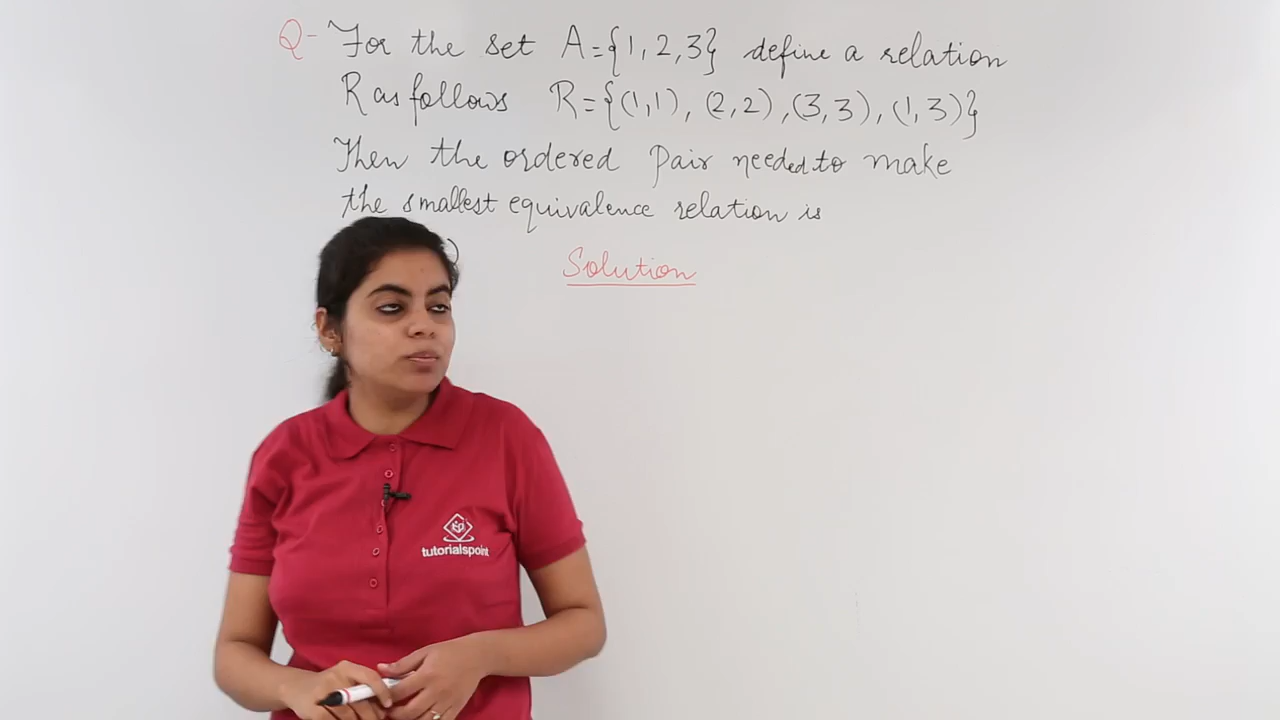 Q- For the set A={1,2,3} define a relation
R as follows R={(1,1), (2,2), (3,3), (1,3)}
Then the ordered pair needed to make
the smallest equivalence relation is
)
Solution
tutorialspoint